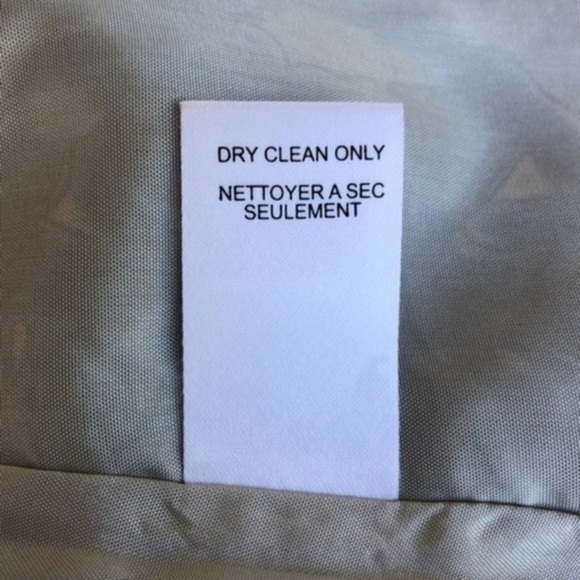 DRY CLEAN ONLY
NETTOYER A SEC
SEULEMENT